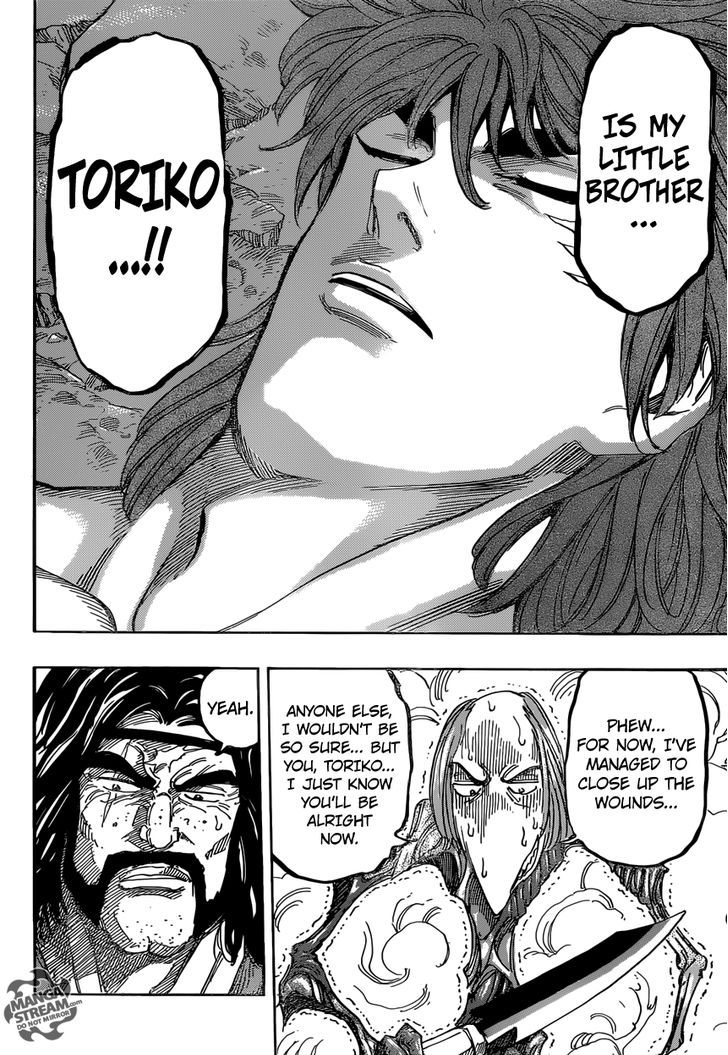 IS MY
LITTLE
BROTHER
...
TORIKO
...!!
PHEW...
FOR NOW, I'VE
MANAGED TO
CLOSE UP THE
WOUNDS...
ANYONE ELSE,
I WOULDN'T BE
SO SURE... BUT
YOU, TORIKO...
I JUST KNOW
YOU'LL BE
ALRIGHT
NOW.
YEAH.
MANGA
STREAM.com
DO NOT MIRROR!